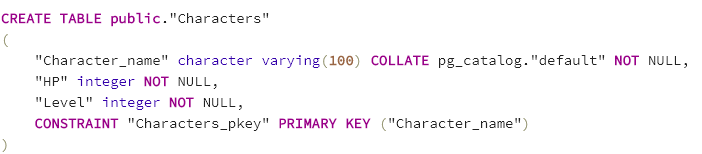 CREATE TABLE public."Characters"
(
    "Character_name" character varying(100) COLLATE pg_catalog."default" NOT NULL,
    "HP" integer NOT NULL,
    "Level" integer NOT NULL,
    CONSTRAINT "Characters_pkey" PRIMARY KEY ("Character_name")
)